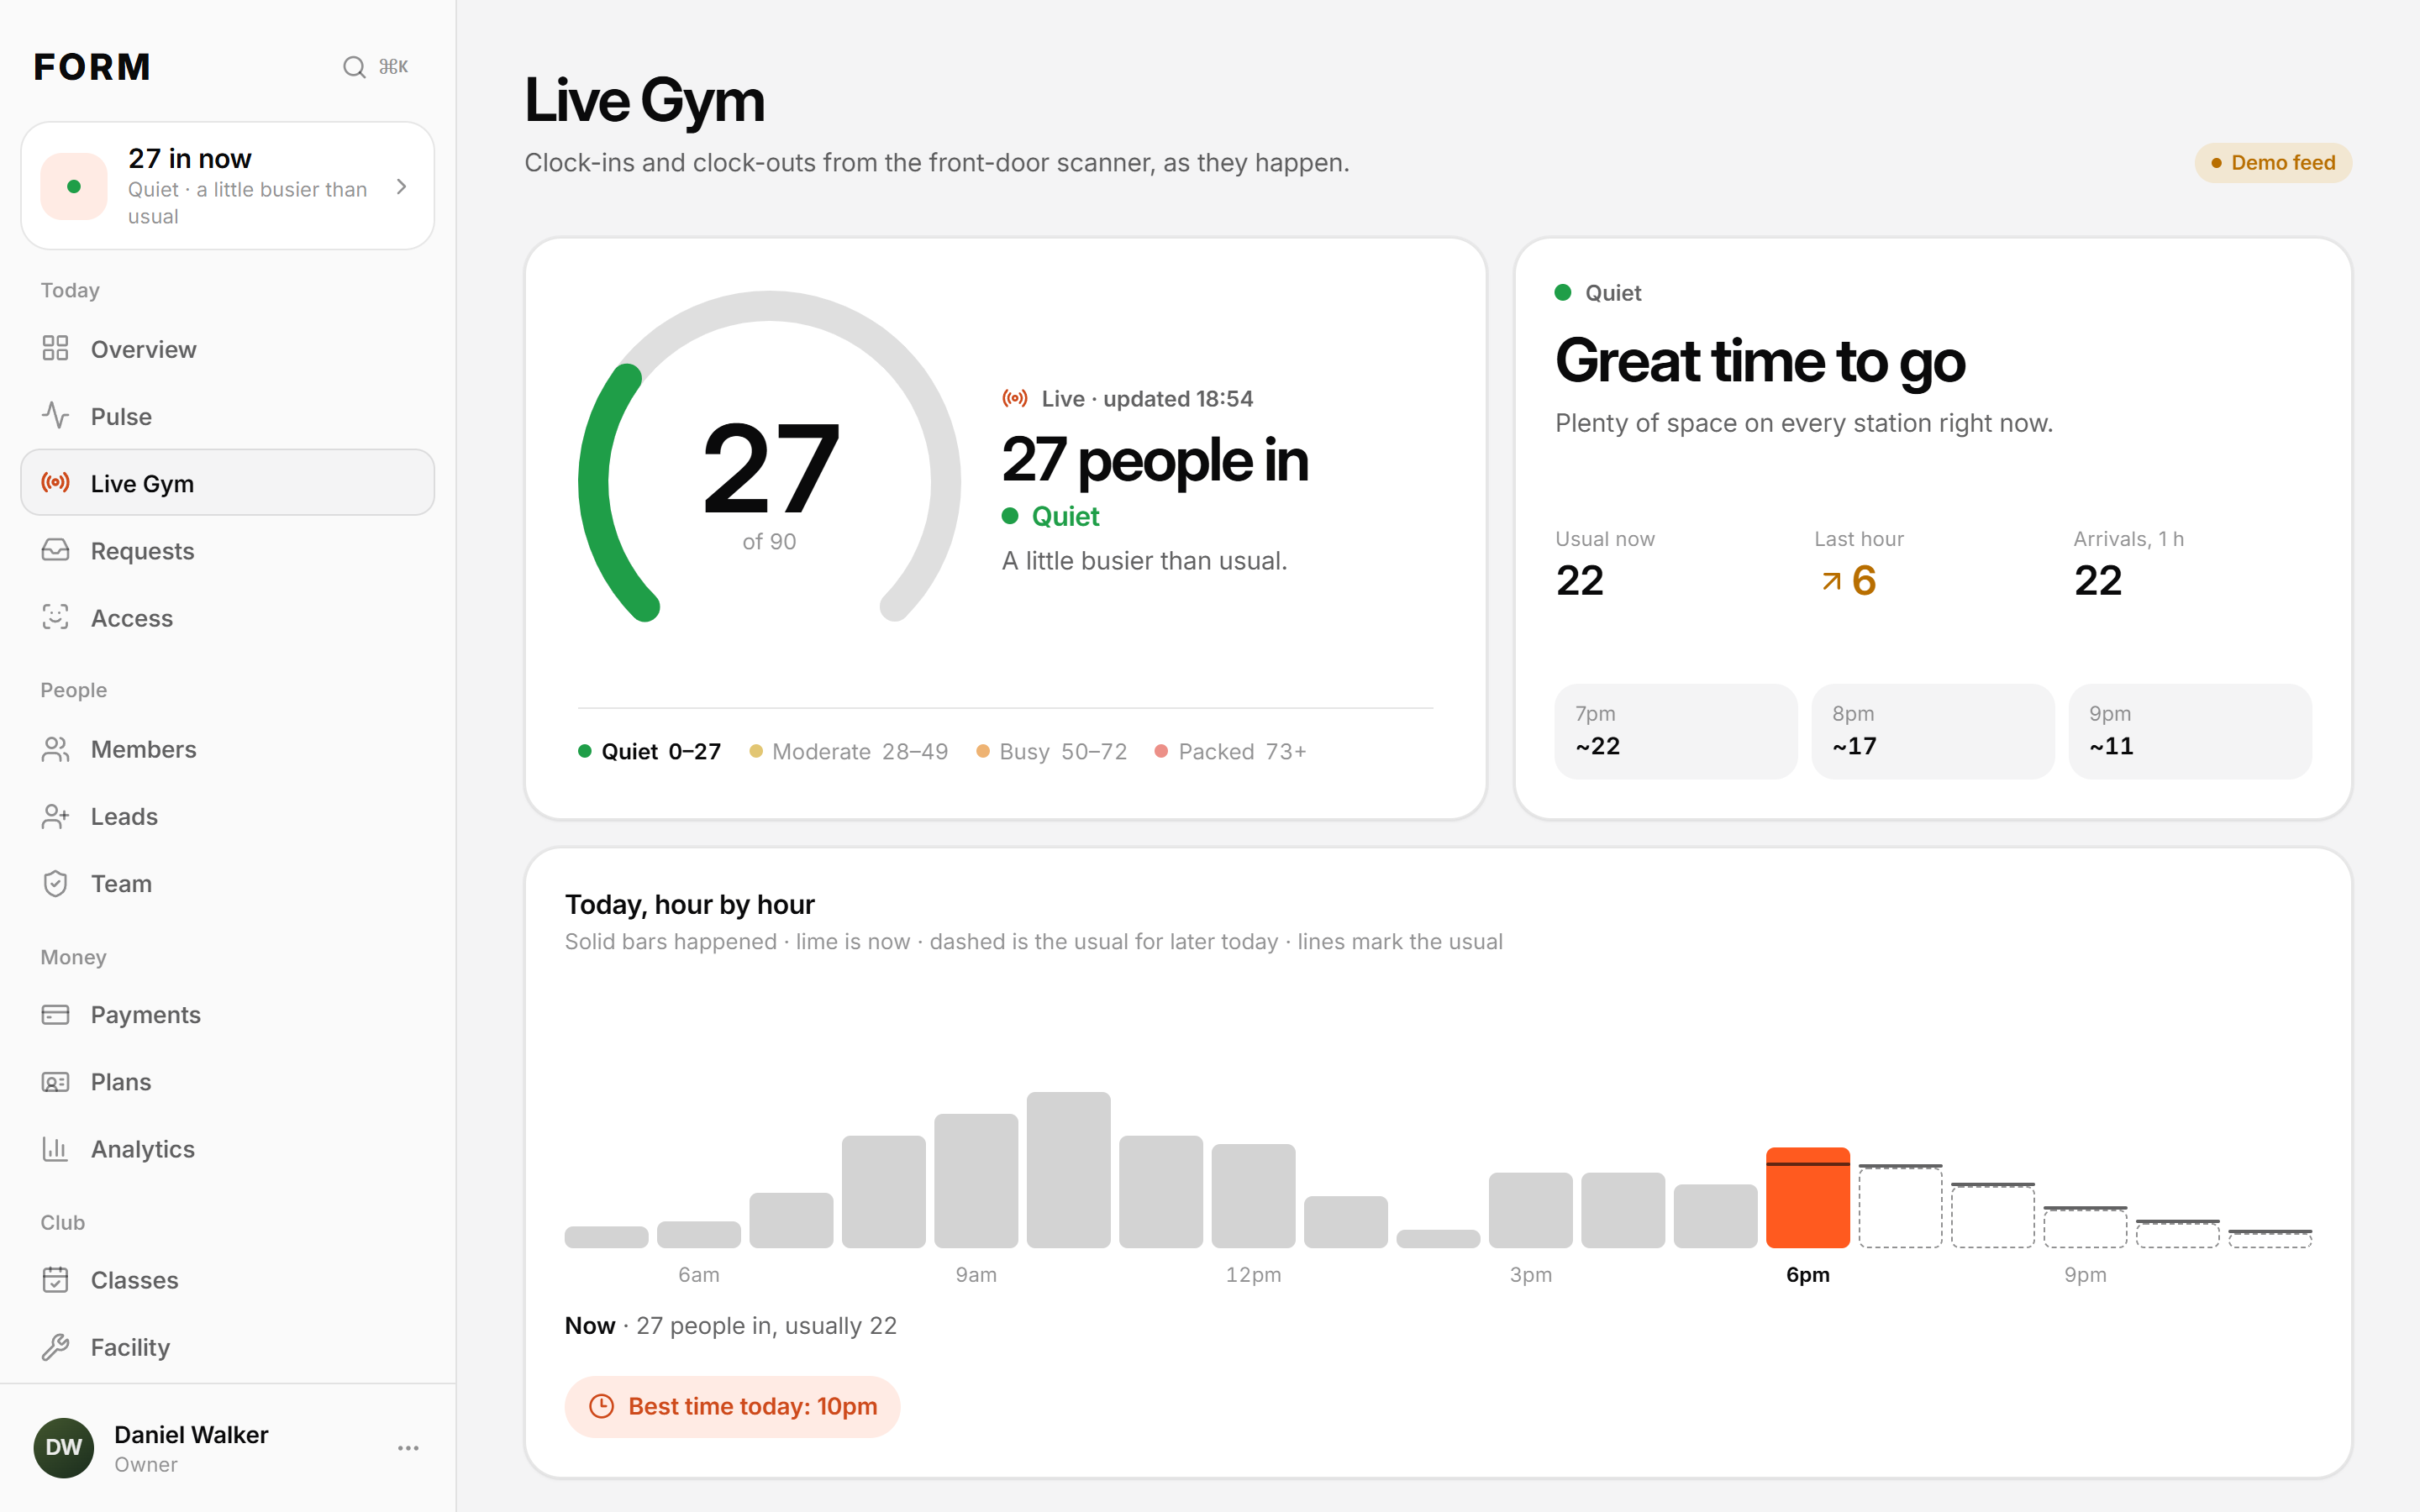 FORM
⌘K
27 in now
Quiet · a little busier than
usual
Today
Overview
Pulse
Live Gym
Requests
Access
People
Members
Leads
Team
Money
Payments
Plans
Analytics
Club
Classes
Facility
DW
Daniel Walker
Owner
Live Gym
Clock-ins and clock-outs from the front-door scanner, as they happen.
Demo feed
27
of 90
Live · updated 18:54
27 people in
Quiet
A little busier than usual.
Quiet 0–27 Moderate 28–49 Busy 50–72 Packed 73+
Quiet
Great time to go
Plenty of space on every station right now.
Usual now Last hour Arrivals, 1 h
22 6 22
7pm 8pm 9pm
~22 ~17 ~11
Today, hour by hour
Solid bars happened · lime is now · dashed is the usual for later today · lines mark the usual
6am 9am 12pm 3pm 6pm 9pm
Now · 27 people in, usually 22
Best time today: 10pm